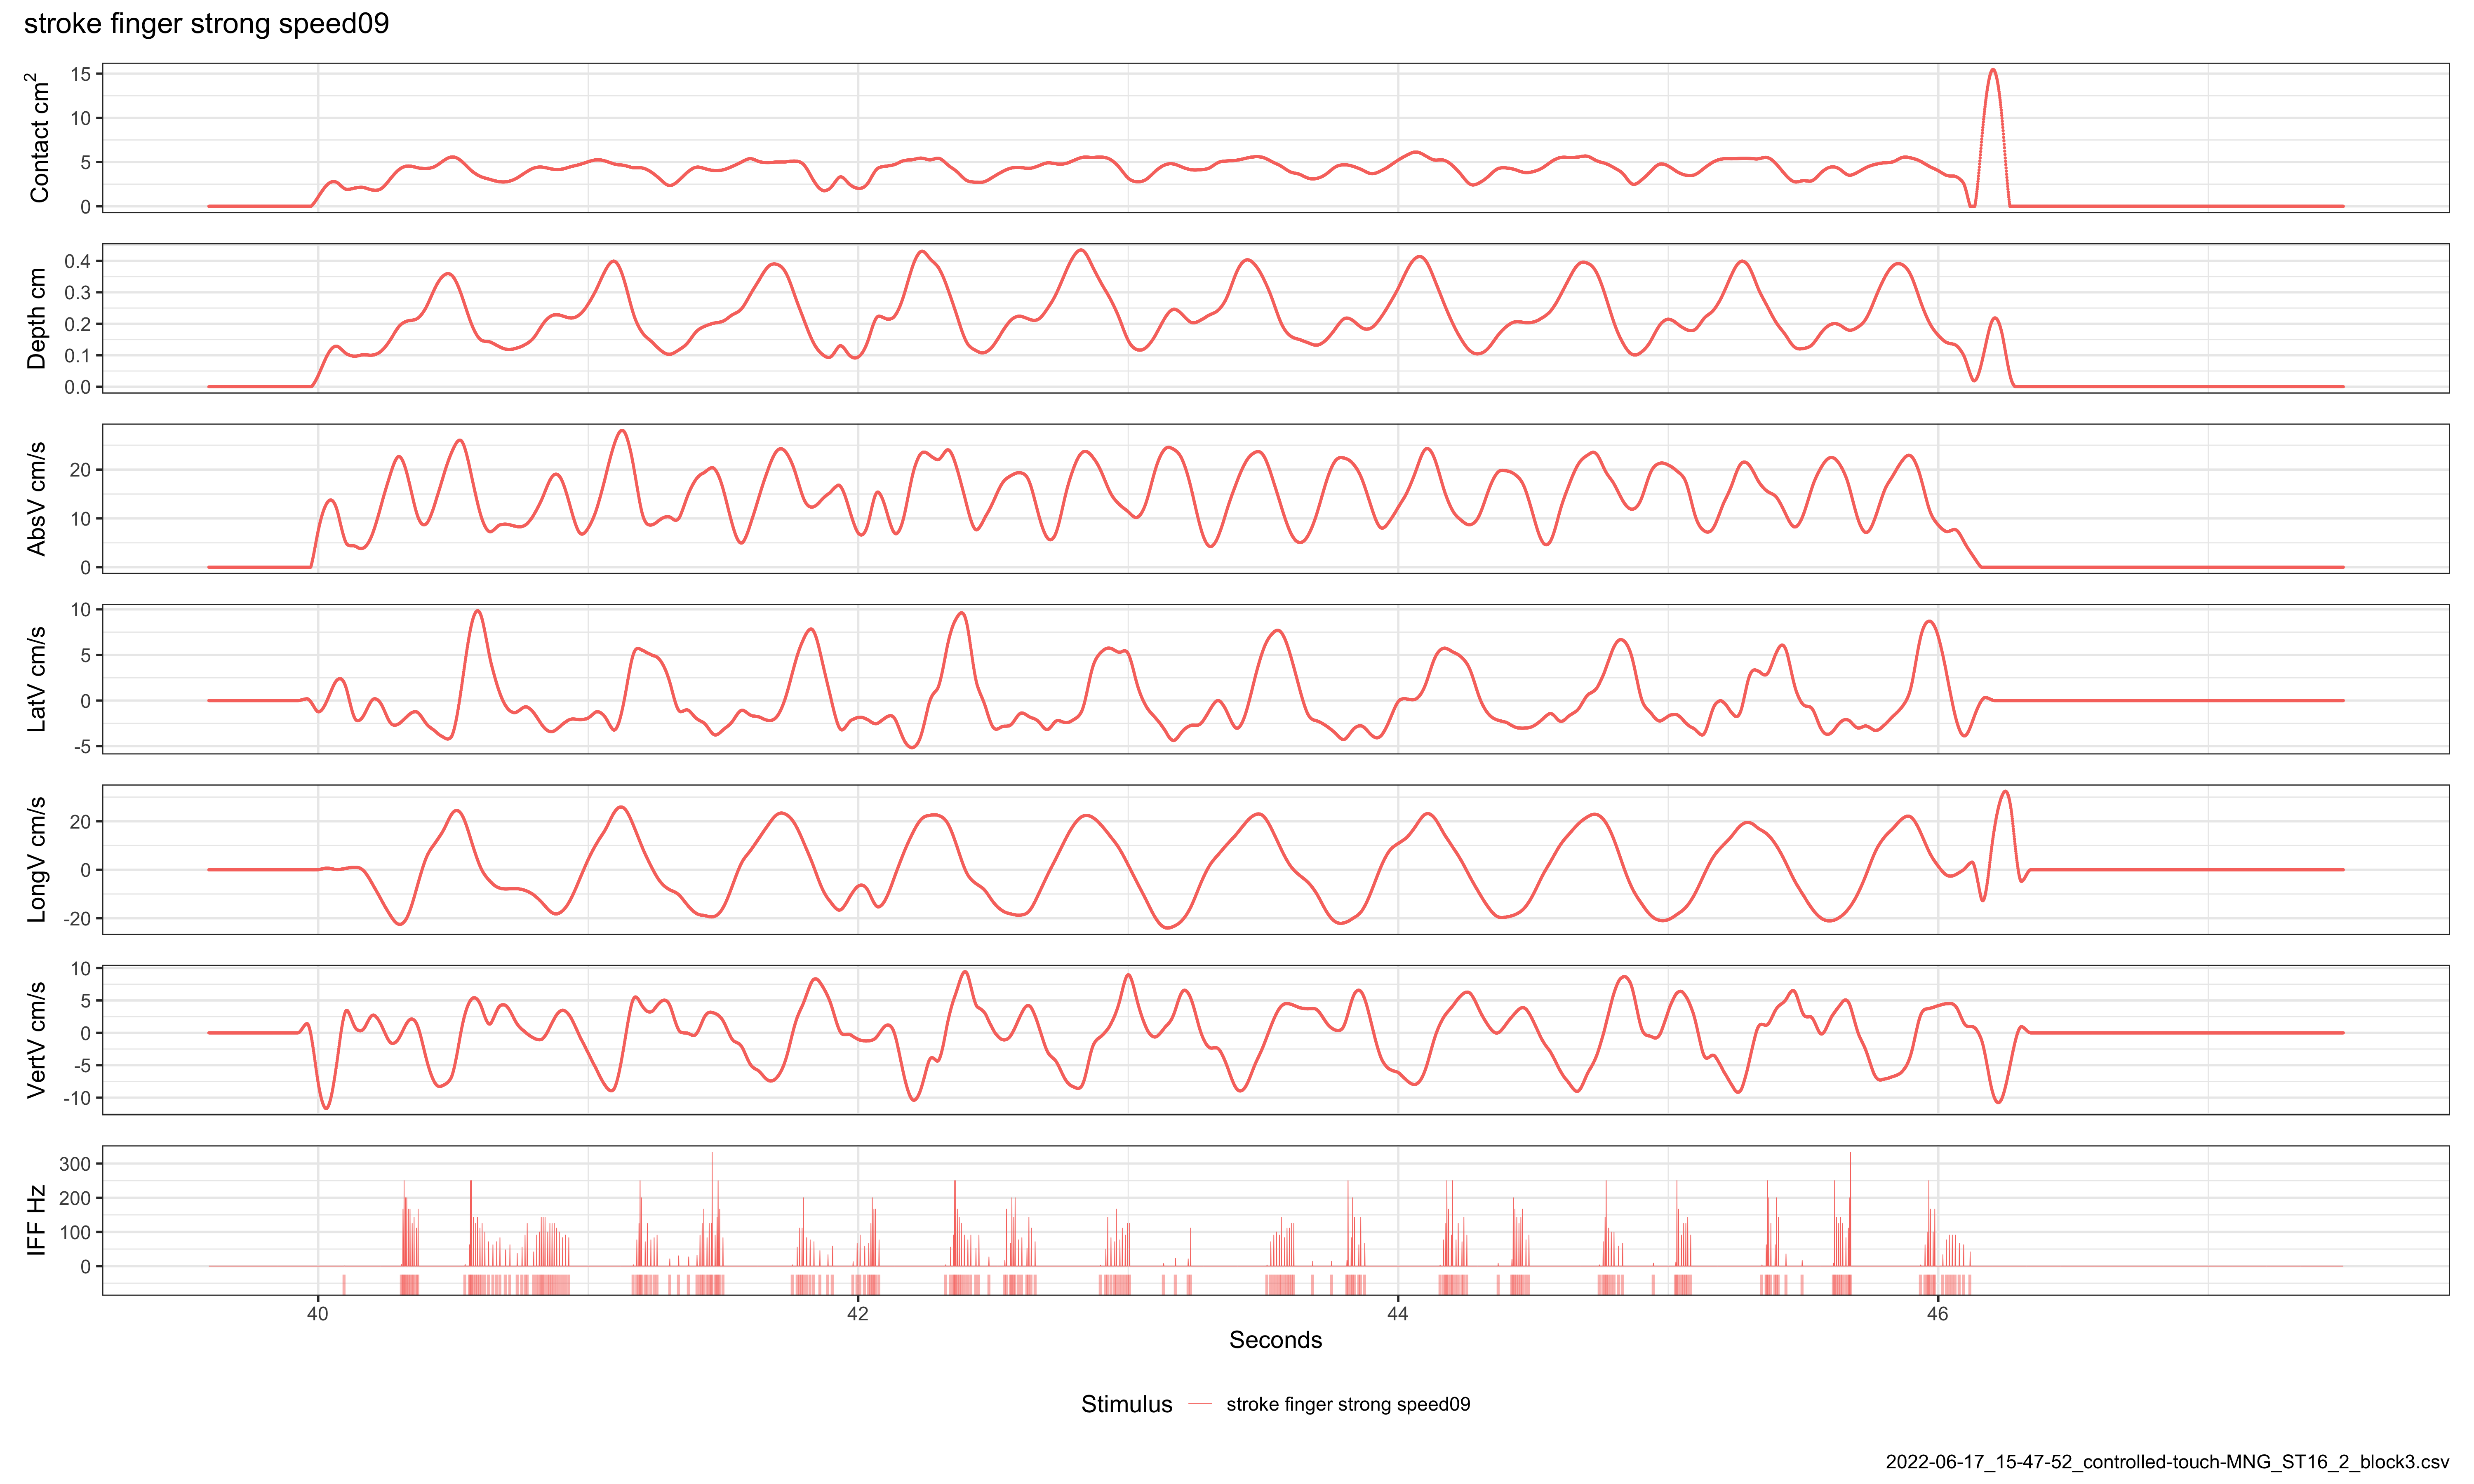 stroke finger strong speed09
Contact cm²
15
10
5
0
Depth cm
0.4
0.3
0.2
0.1
0.0
AbsV cm/s
20
10
0
LatV cm/s
10
5
0
-5
LongV cm/s
20
0
-20
VertV cm/s
10
5
0
-5
-10
IFF Hz
300
200
100
0
40 42 44 46
Seconds
Stimulus stroke finger strong speed09
2022-06-17_15-47-52_controlled-touch-MNG_ST16_2_block3.csv